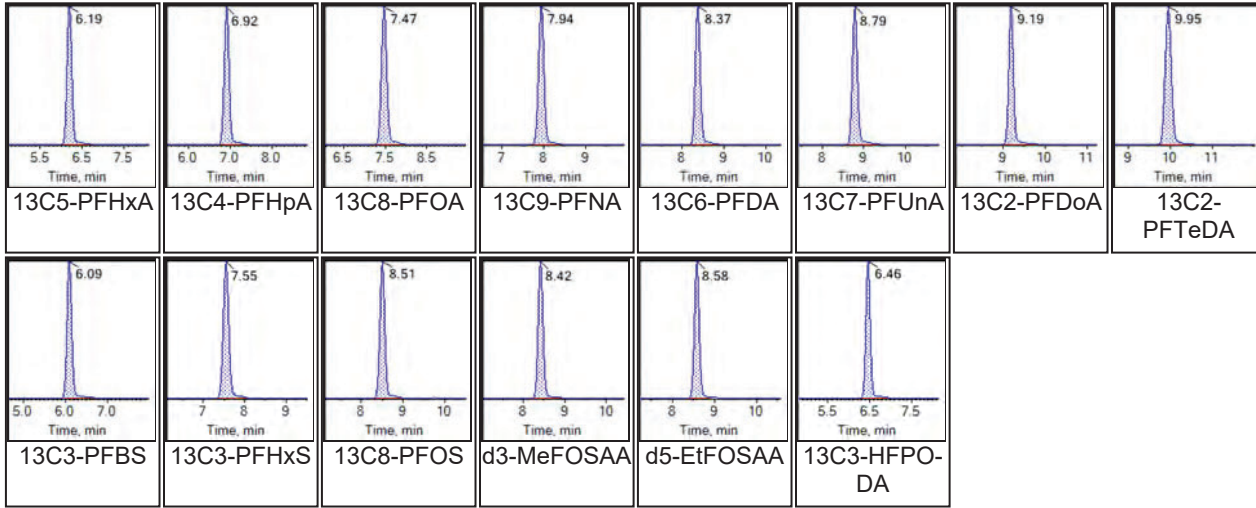 6.19
5.5 6.5 7.5
Time, min
13C5-PFHxA
6.92
6.0 7.0 8.0
Time, min
13C4-PFHpA
7.47
6.5 7.5 8.5
Time, min
13C8-PFOA
7.94
7 8 9
Time, min
13C9-PFNA
8.37
8 9 10
Time, min
13C6-PFDA
8.79
8 9 10
Time, min
13C7-PFUnA
9.19
9 10 11
Time, min
13C2-PFDoA
9.95
9 10 11
Time, min
13C2-
PFTeDA
6.09
5.0 6.0 7.0
Time, min
13C3-PFBS
7.55
7 8 9
Time, min
13C3-PFHxS
8.51
8 9 10
Time, min
13C8-PFOS
8.42
8 9 10
Time, min
d3-MeFOSAA
8.58
8 9 10
Time, min
d5-EtFOSAA
6.46
5.5 6.5 7.5
Time, min
13C3-HFPO-
DA